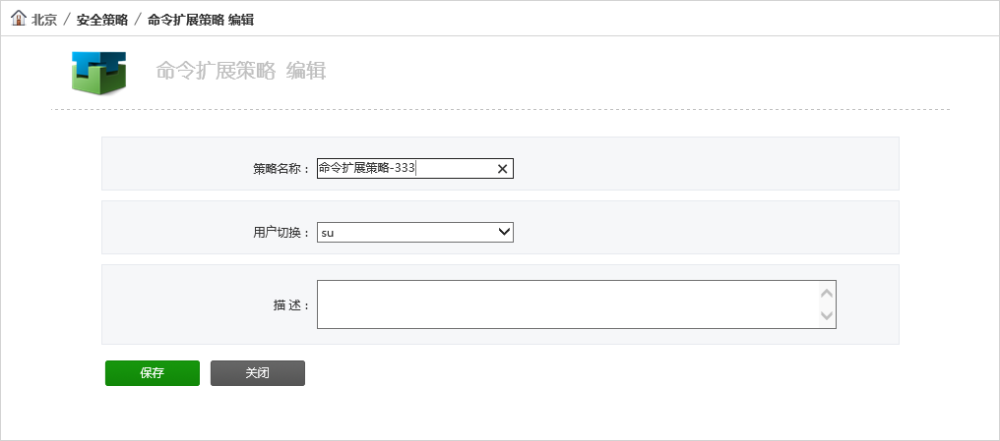 北京 / 安全策略 / 命令扩展策略 编辑
命令扩展策略 编辑
策略名称：命令扩展策略-333
用户切换：su
描 述：
保存 关闭